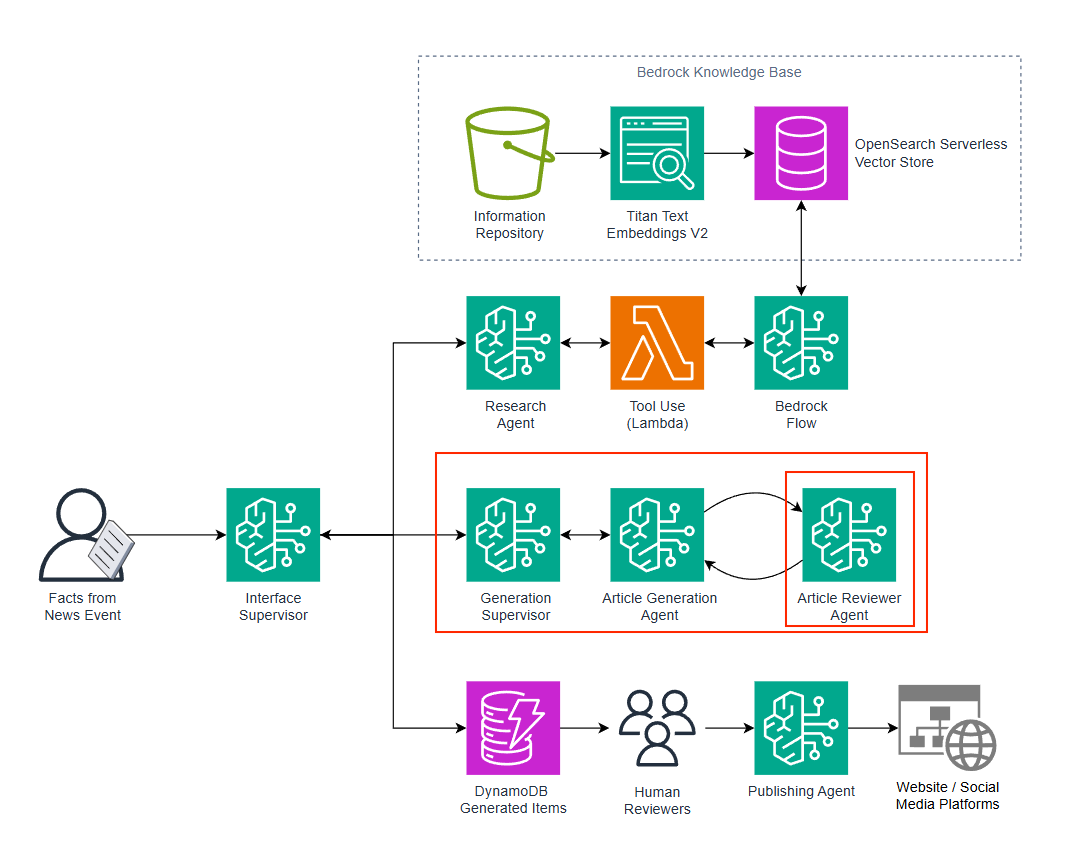 Bedrock Knowledge Base
OpenSearch Serverless
Vector Store
Information
Repository
Titan Text
Embeddings V2
Research
Agent
Tool Use
(Lambda)
Bedrock
Flow
Facts from
News Event
Interface
Supervisor
Generation
Supervisor
Article Generation
Agent
Article Reviewer
Agent
DynamoDB
Generated Items
Human
Reviewers
Publishing Agent
Website / Social
Media Platforms